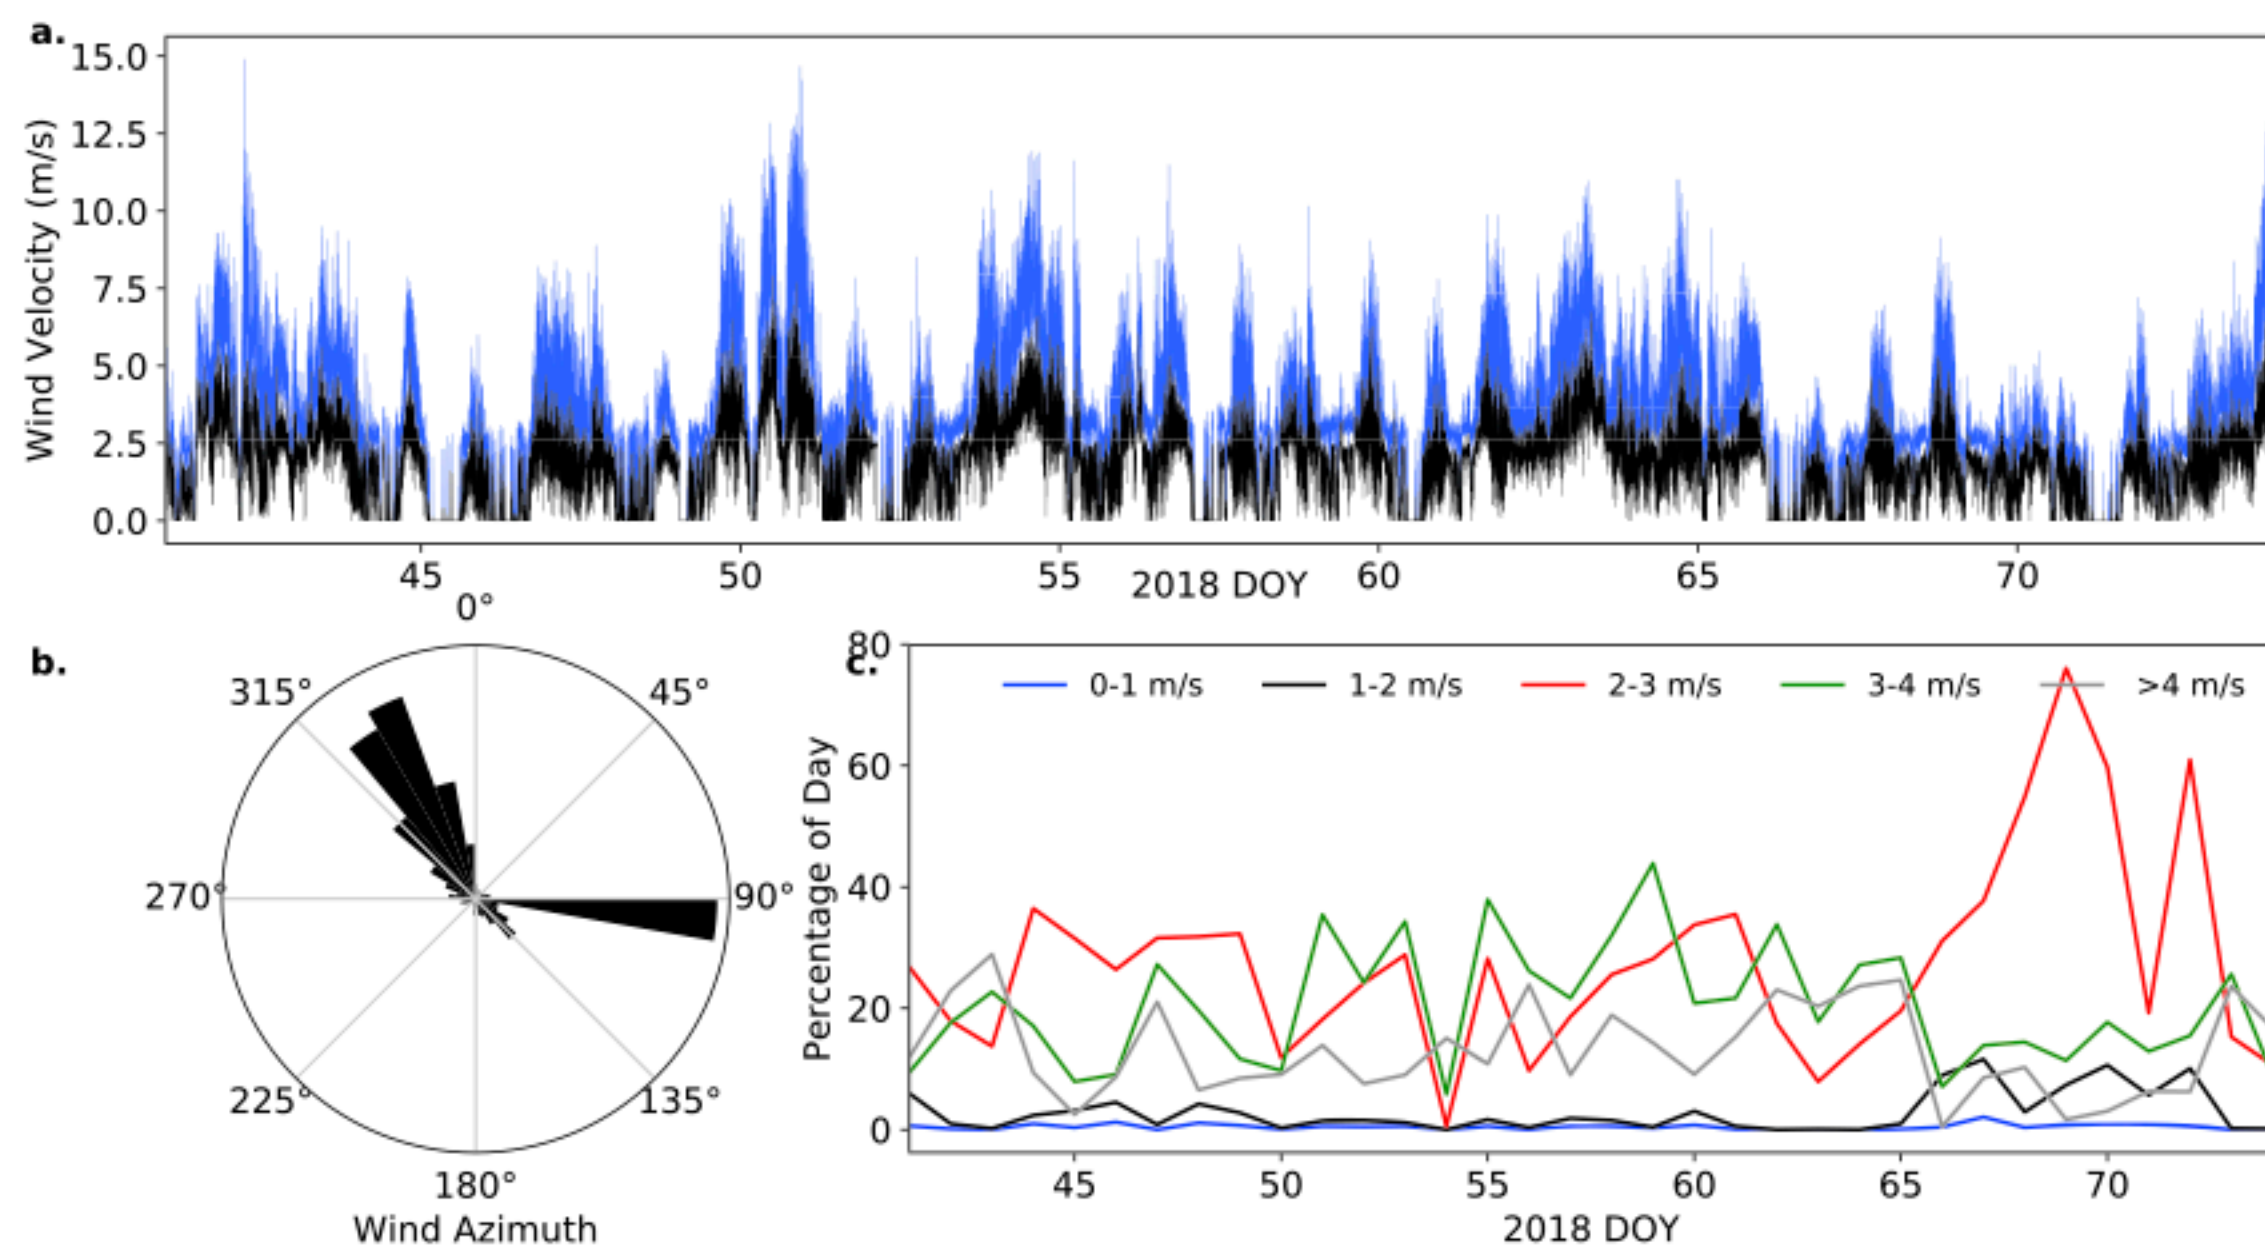 a.
15.0
12.5
10.0
7.5
5.0
2.5
0.0
Wind Velocity (m/s)
45 50 55 60 65 70
2018 DOY
b.
0°
45°
90°
135°
180°
225°
270°
315°
Wind Azimuth
c.
80
60
40
20
0
Percentage of Day
0-1 m/s 1-2 m/s 2-3 m/s 3-4 m/s >4 m/s
45 50 55 60 65 70
2018 DOY